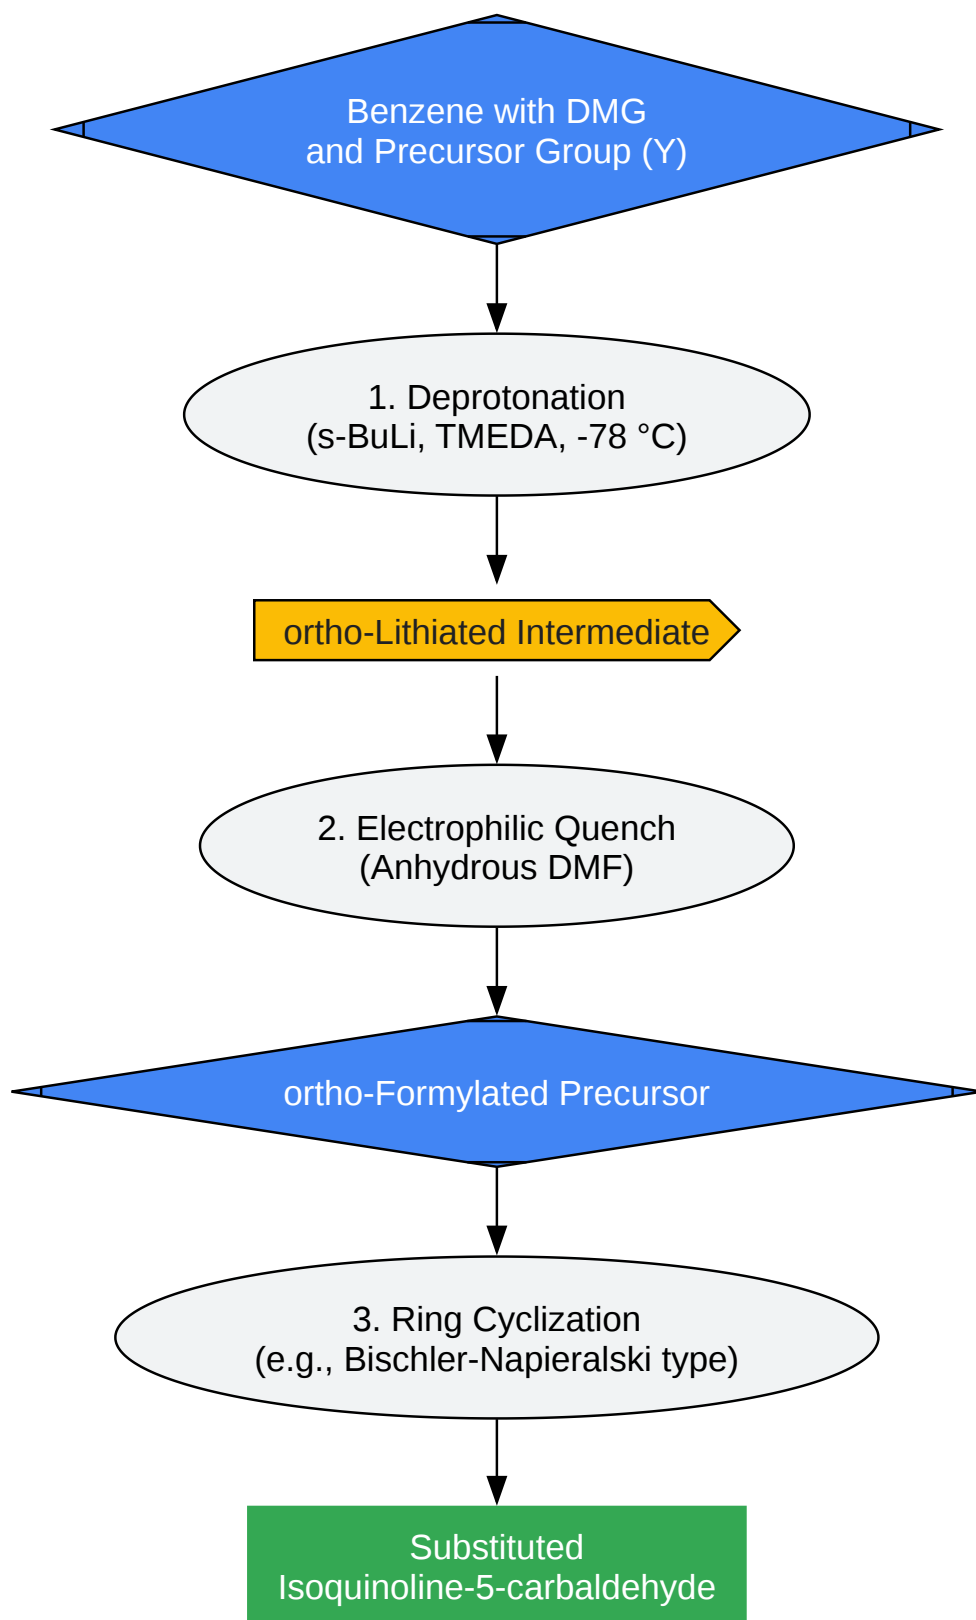 Benzene with DMG
and Precursor Group (Y)
1. Deprotonation
(s-BuLi, TMEDA, -78 °C)
ortho-Lithiated Intermediate
2. Electrophilic Quench
(Anhydrous DMF)
ortho-Formylated Precursor
3. Ring Cyclization
(e.g., Bischler-Napieralski type)
Substituted
Isoquinoline-5-carbaldehyde